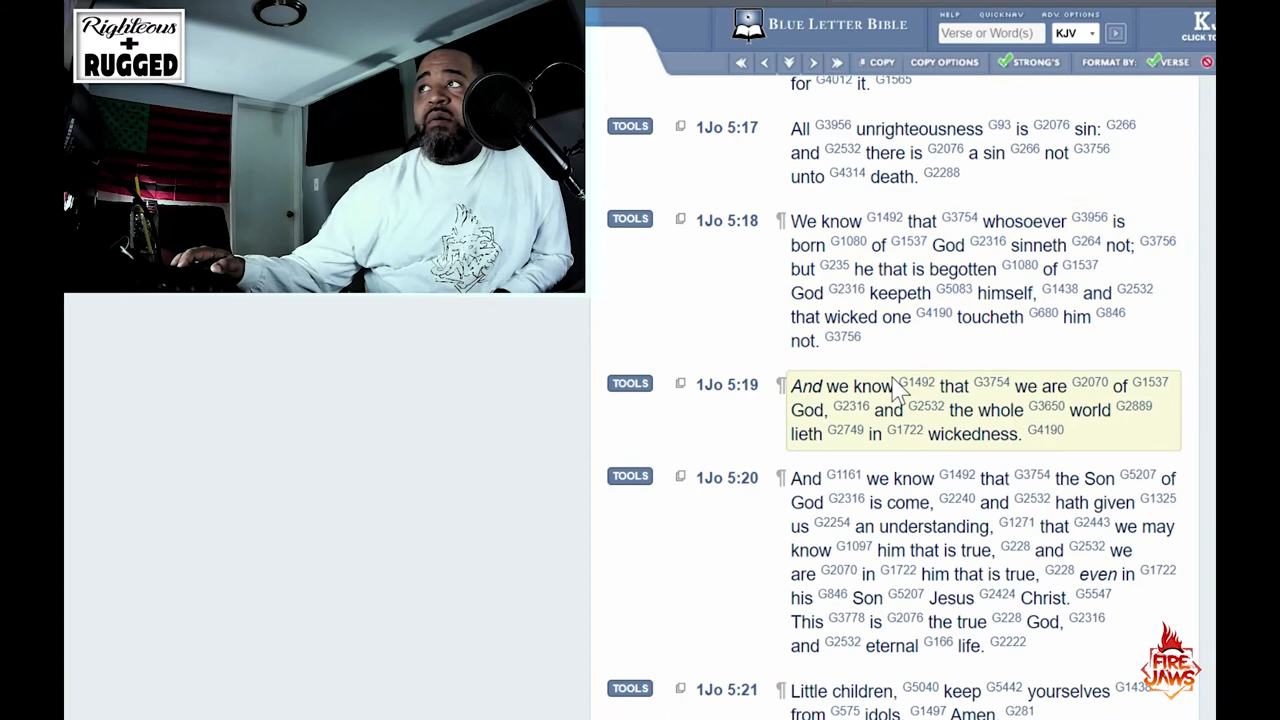 Righteous
+
RUGGED
BLUE LETTER BIBLE
HELP QUICKNAV ADV. OPTIONS
Verse or Word(s) KJV
CLICK TO
COPY COPY OPTIONS STRONG'S FORMAT BY: VERSE
for G4012 it. G1565
TOOLS 1Jo 5:17 All G3956 unrighteousness G93 is G2076 sin: G266
and G2532 there is G2076 a sin G266 not G3756
unto G4314 death. G2288
TOOLS 1Jo 5:18 ¶ We know G1492 that G3754 whosoever G3956 is
born G1080 of G1537 God G2316 sinneth G264 not; G3756
but G235 he that is begotten G1080 of G1537
God G2316 keepeth G5083 himself, G1438 and G2532
that wicked one G4190 toucheth G680 him G846
not. G3756
TOOLS 1Jo 5:19 ¶ And we know G1492 that G3754 we are G2070 of G1537
God, G2316 and G2532 the whole G3650 world G2889
lieth G2749 in G1722 wickedness. G4190
TOOLS 1Jo 5:20 ¶ And G1161 we know G1492 that G3754 the Son G5207 of
God G2316 is come, G2240 and G2532 hath given G1325
us G2254 an understanding, G1271 that G2443 we may
know G1097 him that is true, G228 and G2532 we
are G2070 in G1722 him that is true, G228 even in G1722
his G846 Son G5207 Jesus G2424 Christ. G5547
This G3778 is G2076 the true G228 God, G2316
and G2532 eternal G166 life. G2222
TOOLS 1Jo 5:21 ¶ Little children, G5040 keep G5442 yourselves G1438
from G575 idols. G1497 Amen. G281
FIRE
JAWS